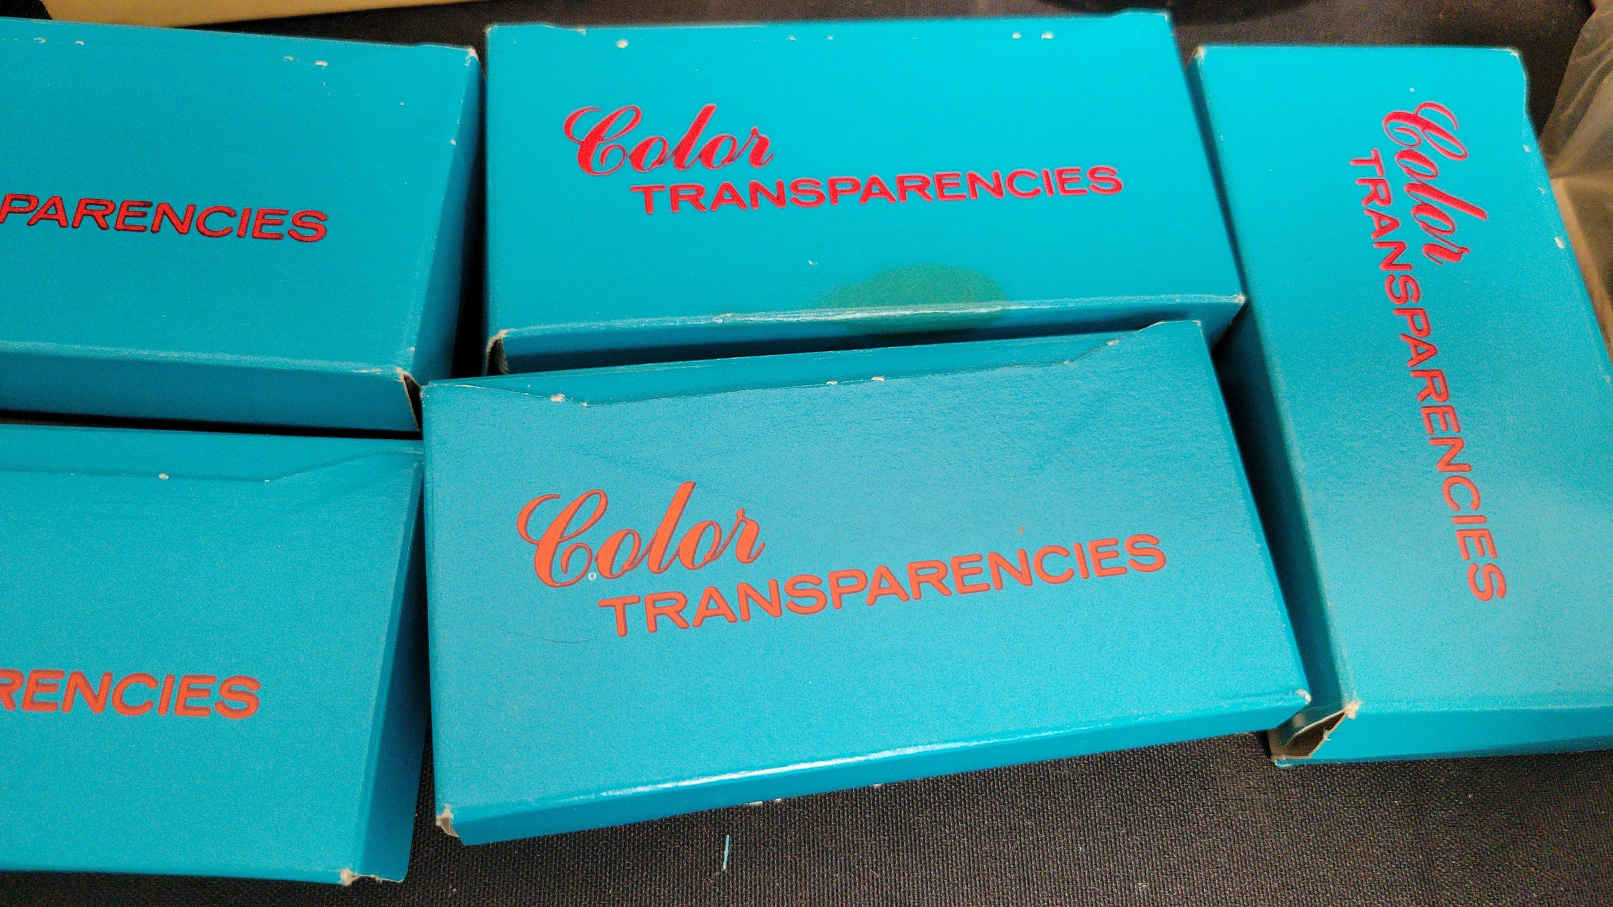 PARENCIES
Color
TRANSPARENCIES
Color
TRANSPARENCIES
RENCIES
Color
TRANSPARENCIES